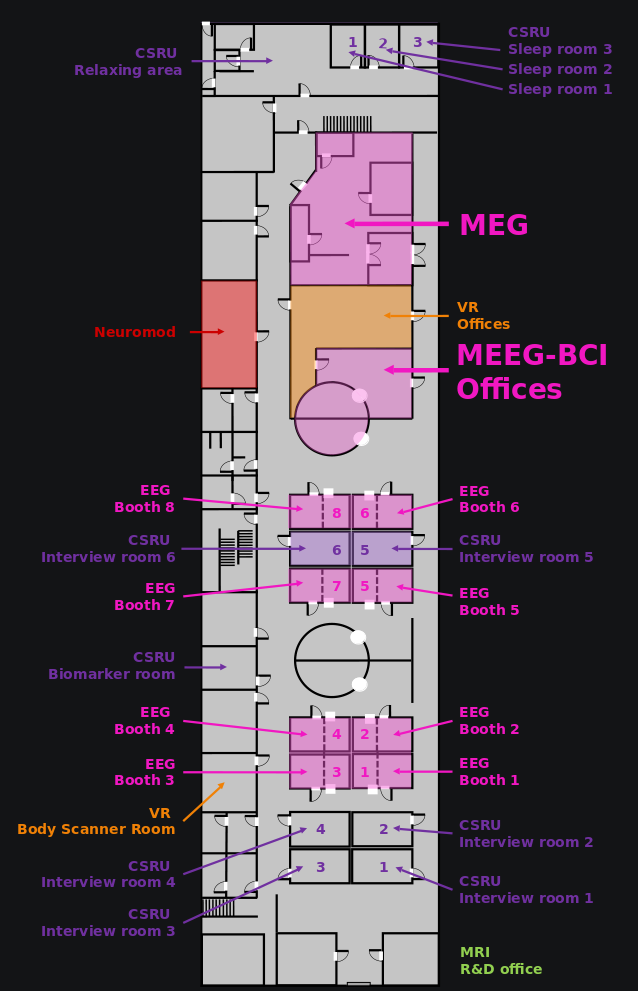 CSRU
Relaxing area
1
2
3
CSRU
Sleep room 3
Sleep room 2
Sleep room 1
MEG
Neuromod
VR
Offices
MEEG-BCI
Offices
EEG
Booth 8
8
6
EEG
Booth 6
CSRU
Interview room 6
6
5
CSRU
Interview room 5
EEG
Booth 7
7
5
EEG
Booth 5
CSRU
Biomarker room
EEG
Booth 4
4
2
EEG
Booth 2
EEG
Booth 3
3
1
EEG
Booth 1
VR
Body Scanner Room
4
2
CSRU
Interview room 2
CSRU
Interview room 4
3
1
CSRU
Interview room 1
CSRU
Interview room 3
MRI
R&D office